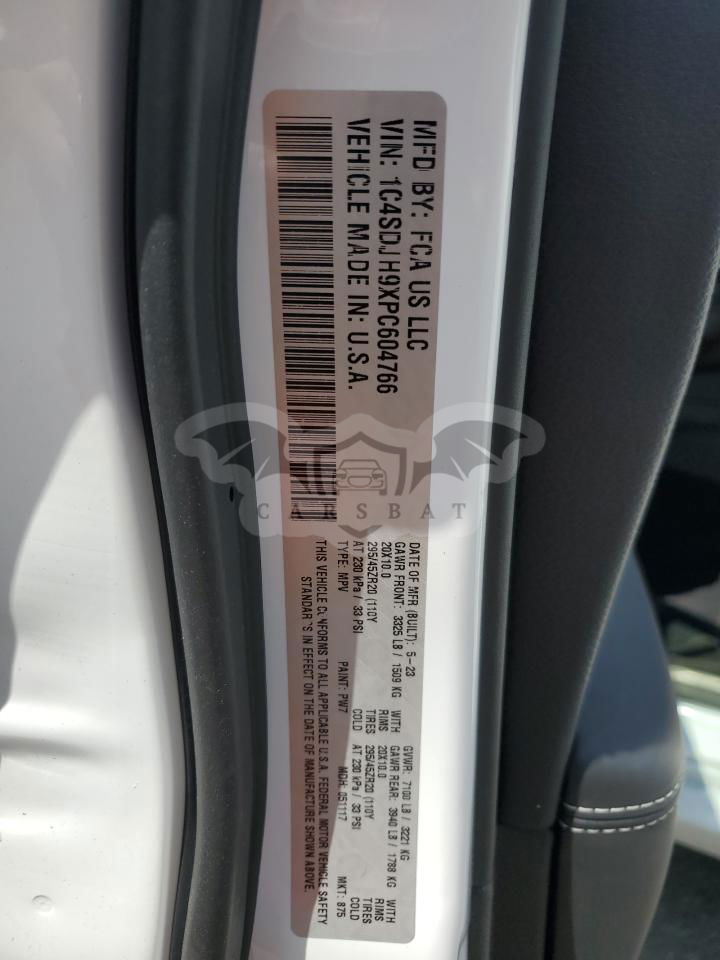 MFD BY: FCA US LLC
VIN: 1C4SDJH9XPC604766
VEHICLE MADE IN: U.S.A.
CARSBAT
DATE OF MFR (BUILT): 5-23 GVWR: 7100 LB / 3221 KG
GAWR FRONT: 3325 LB / 1509 KG WITH GAWR REAR: 3940 LB / 1788 KG WITH
20X10.0 RIMS 20X10.0 RIMS
295/45ZR20 (110Y TIRES 295/45ZR20 (110Y TIRES
AT 230 kPa / 33 PSI COLD AT 230 kPa / 33 PSI COLD
TYPE: MPV PAINT: PW7 MDH: 051117 MKT: 875
THIS VEHICLE CONFORMS TO ALL APPLICABLE U.S.A. FEDERAL MOTOR VEHICLE SAFETY
STANDAR'S IN EFFECT ON THE DATE OF MANUFACTURE SHOWN ABOVE.